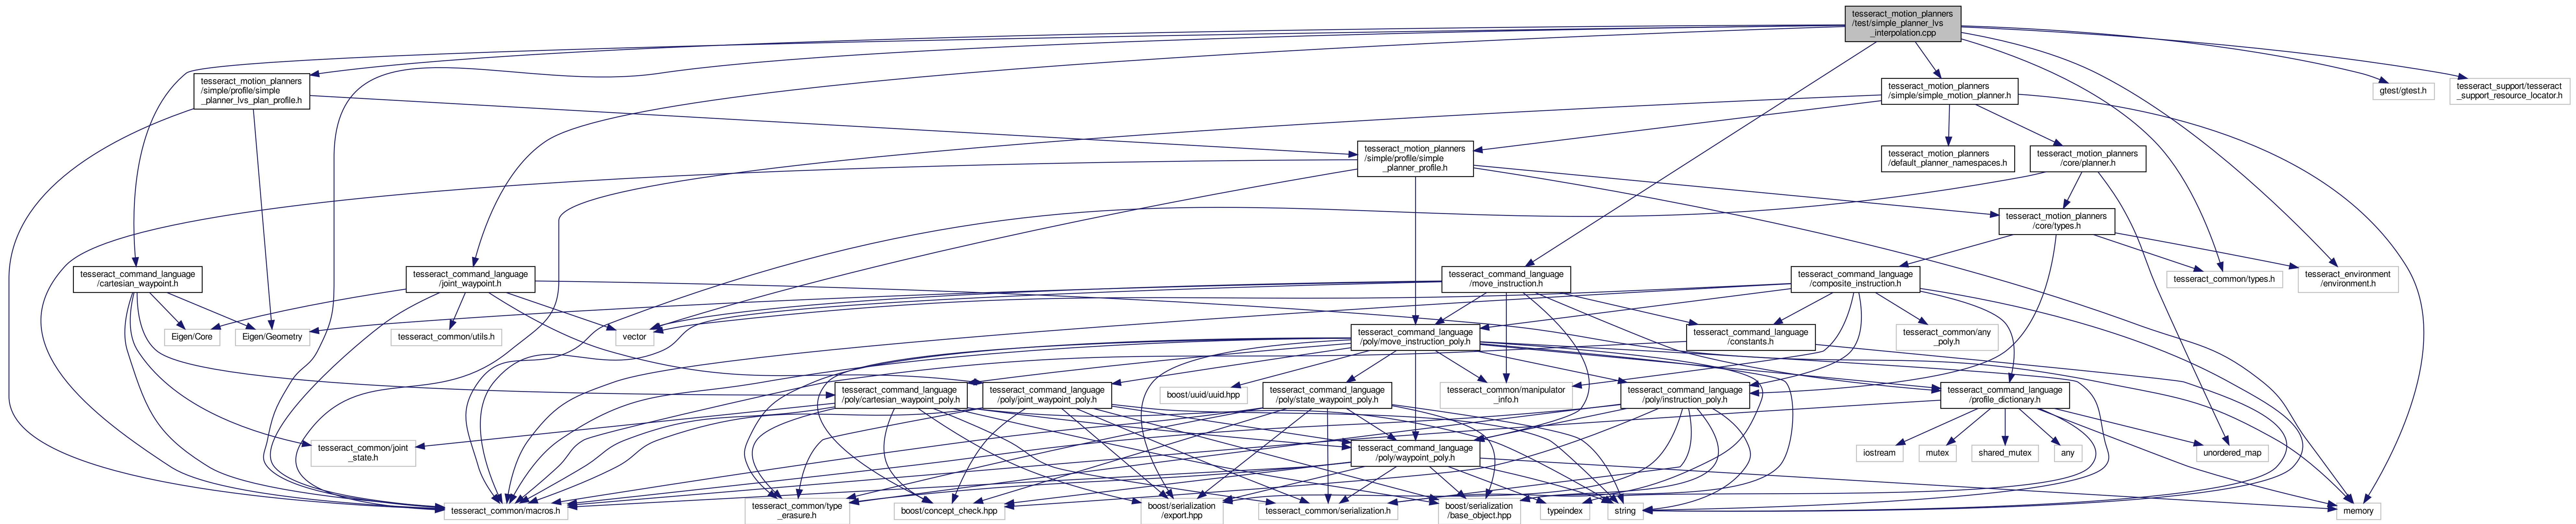 tesseract_motion_planners
/test/simple_planner_lvs
_interpolation.cpp
tesseract_motion_planners
/simple/profile/simple
_planner_lvs_plan_profile.h
tesseract_motion_planners
/simple/simple_motion_planner.h
gtest/gtest.h
tesseract_support/tesseract
_support_resource_locator.h
tesseract_motion_planners
/simple/profile/simple
_planner_profile.h
tesseract_motion_planners
/default_planner_namespaces.h
tesseract_motion_planners
/core/planner.h
tesseract_motion_planners
/core/types.h
tesseract_command_language
/cartesian_waypoint.h
tesseract_command_language
/joint_waypoint.h
tesseract_command_language
/move_instruction.h
tesseract_command_language
/composite_instruction.h
tesseract_common/types.h
tesseract_environment
/environment.h
Eigen/Core
Eigen/Geometry
tesseract_common/utils.h
vector
tesseract_command_language
/poly/move_instruction_poly.h
tesseract_command_language
/constants.h
tesseract_common/any
_poly.h
tesseract_command_language
/poly/cartesian_waypoint_poly.h
tesseract_command_language
/poly/joint_waypoint_poly.h
boost/uuid/uuid.hpp
tesseract_command_language
/poly/state_waypoint_poly.h
tesseract_common/manipulator
_info.h
tesseract_command_language
/poly/instruction_poly.h
tesseract_command_language
/profile_dictionary.h
tesseract_common/joint
_state.h
tesseract_command_language
/poly/waypoint_poly.h
iostream
mutex
shared_mutex
any
unordered_map
tesseract_common/macros.h
tesseract_common/type
_erasure.h
boost/concept_check.hpp
boost/serialization
/export.hpp
tesseract_common/serialization.h
boost/serialization
/base_object.hpp
typeindex
string
memory